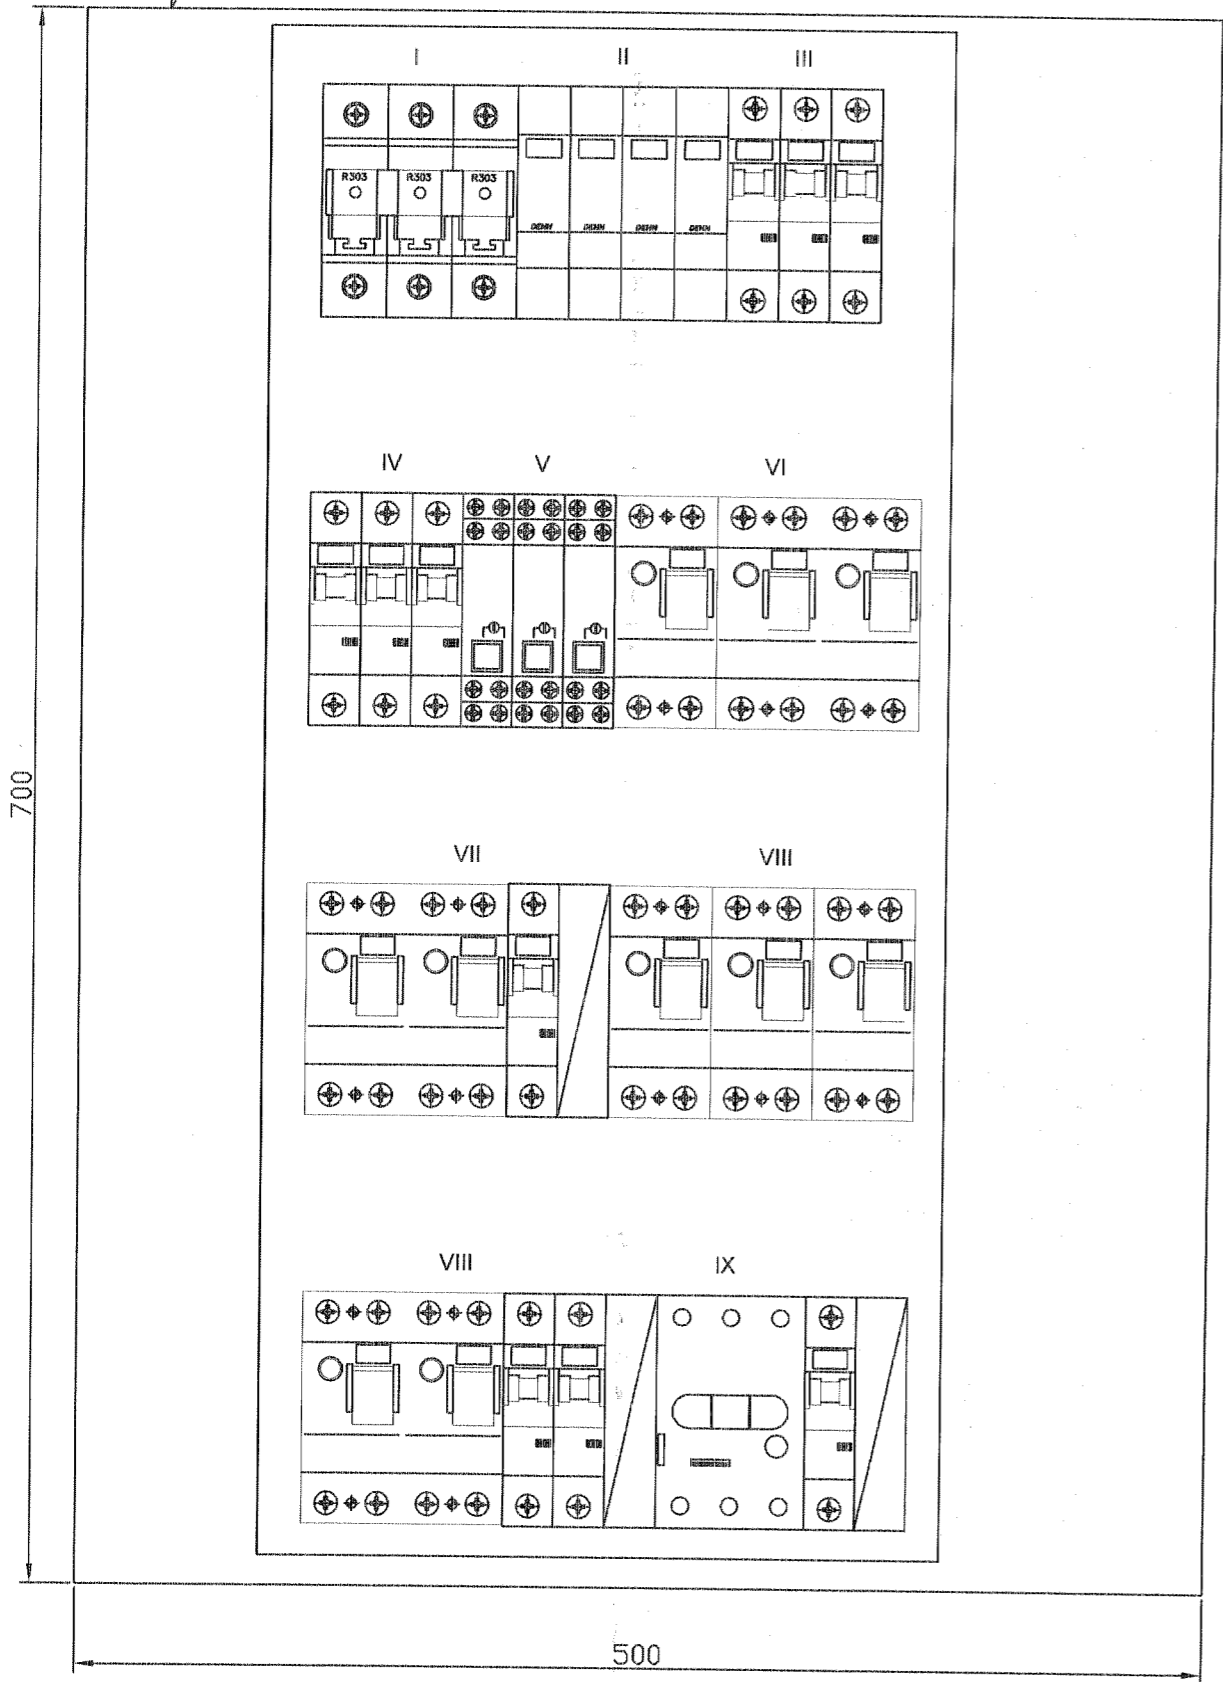 I II III
R303 R303 R303
DEHN DEHN DEHN DEHN
IV V VI
700
VII VIII
VIII IX
500